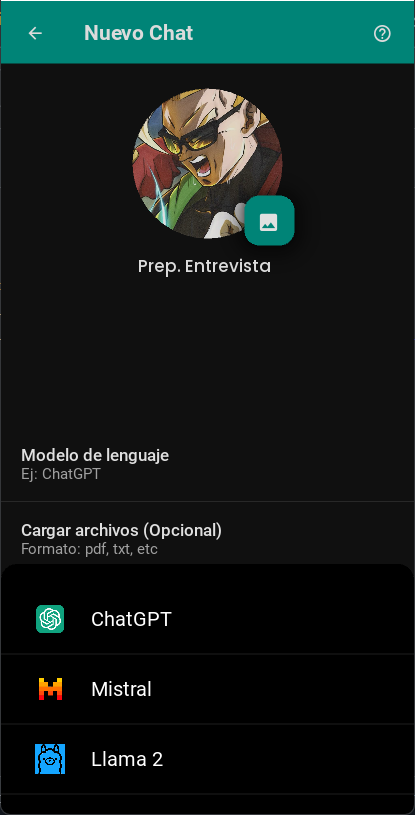 Nuevo Chat
Prep. Entrevista
Modelo de lenguaje
Ej: ChatGPT
Cargar archivos (Opcional)
Formato: pdf, txt, etc
ChatGPT
Mistral
Llama 2